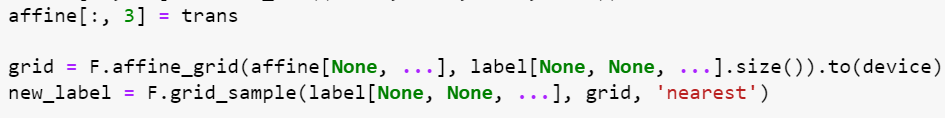 affine[:, 3] = trans
grid = F.affine_grid(affine[None, ...], label[None, None, ...].size()).to(device)
new_label = F.grid_sample(label[None, None, ...], grid, 'nearest')